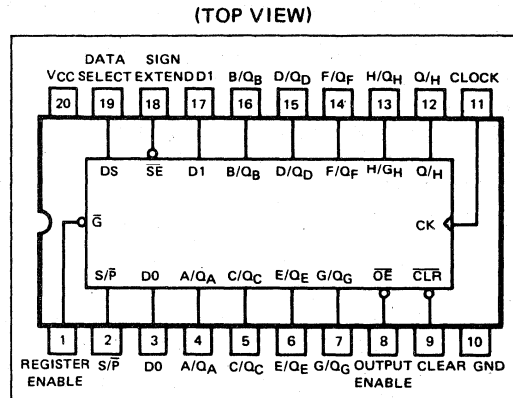 (TOP VIEW)
DATA SIGN
VCC SELECT EXTEND D1 B/QB D/QD F/QF H/QH Q/H CLOCK
20 19 18 17 16 15 14 13 12 11
DS SE D1 B/QB D/QD F/QF H/GH Q/H
G
CK
S/P D0 A/QA C/QC E/QE G/QG OE CLR
1 2 3 4 5 6 7 8 9 10
REGISTER S/P D0 A/QA C/QC E/QE G/QG OUTPUT CLEAR GND
ENABLE ENABLE